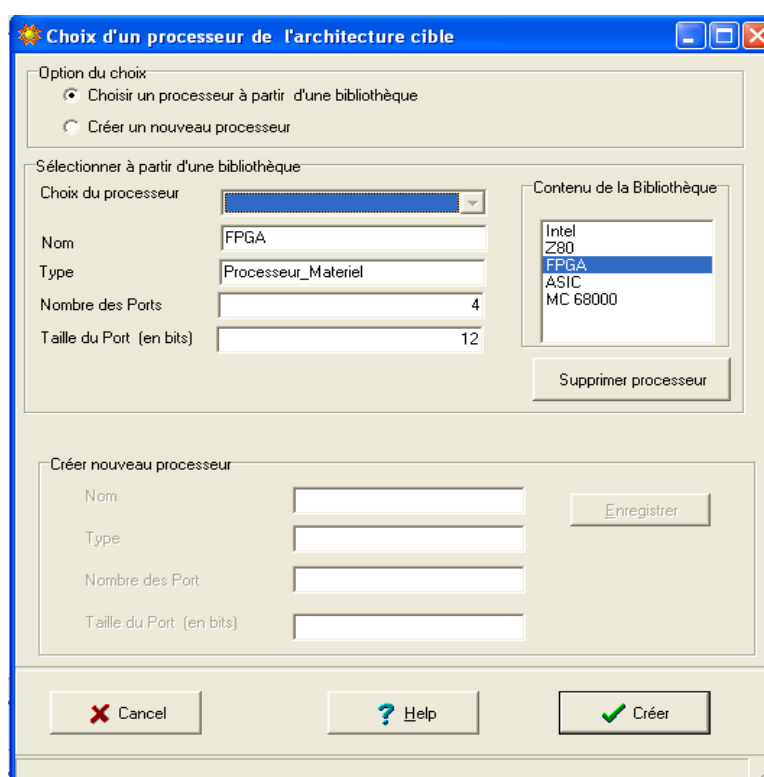 Choix d'un processeur de l'architecture cible
Option du choix
Choisir un processeur à partir d'une bibliothèque
Créer un nouveau processeur
Sélectionner à partir d'une bibliothèque
Choix du processeur
Contenu de la Bibliothèque
Nom FPGA
Type Processeur_Materiel
Nombre des Ports 4
Taille du Port (en bits) 12
Intel
Z80
FPGA
ASIC
MC 68000
Supprimer processeur
Créer nouveau processeur
Nom
Enregistrer
Type
Nombre des Port
Taille du Port (en bits)
Cancel
Help
Créer